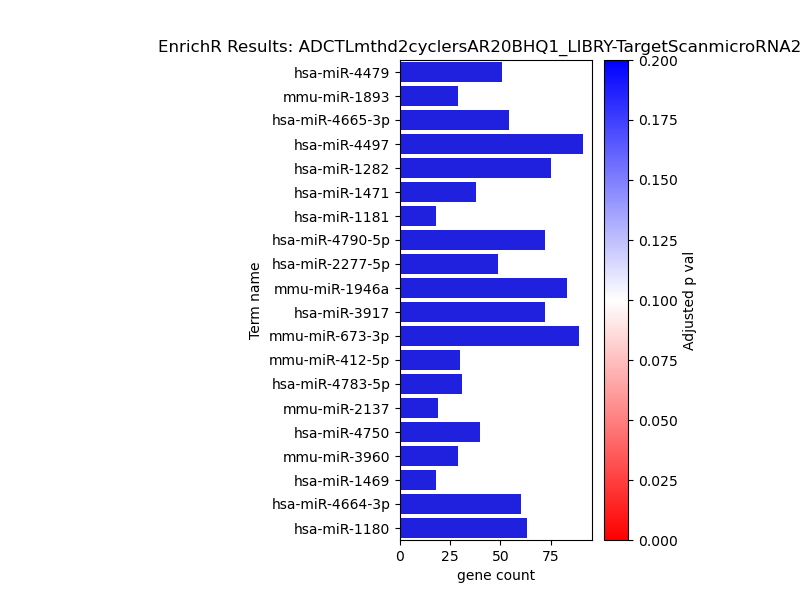 EnrichR Results: ADCTLmthd2cyclersAR20BHQ1_LIBRY-TargetScanmicroRNA2
hsa-miR-4479
mmu-miR-1893
hsa-miR-4665-3p
hsa-miR-4497
hsa-miR-1282
hsa-miR-1471
hsa-miR-1181
hsa-miR-4790-5p
hsa-miR-2277-5p
mmu-miR-1946a
hsa-miR-3917
mmu-miR-673-3p
mmu-miR-412-5p
hsa-miR-4783-5p
mmu-miR-2137
hsa-miR-4750
mmu-miR-3960
hsa-miR-1469
hsa-miR-4664-3p
hsa-miR-1180
Term name
0 25 50 75
gene count
0.200
0.175
0.150
0.125
0.100
0.075
0.050
0.025
0.000
Adjusted p val